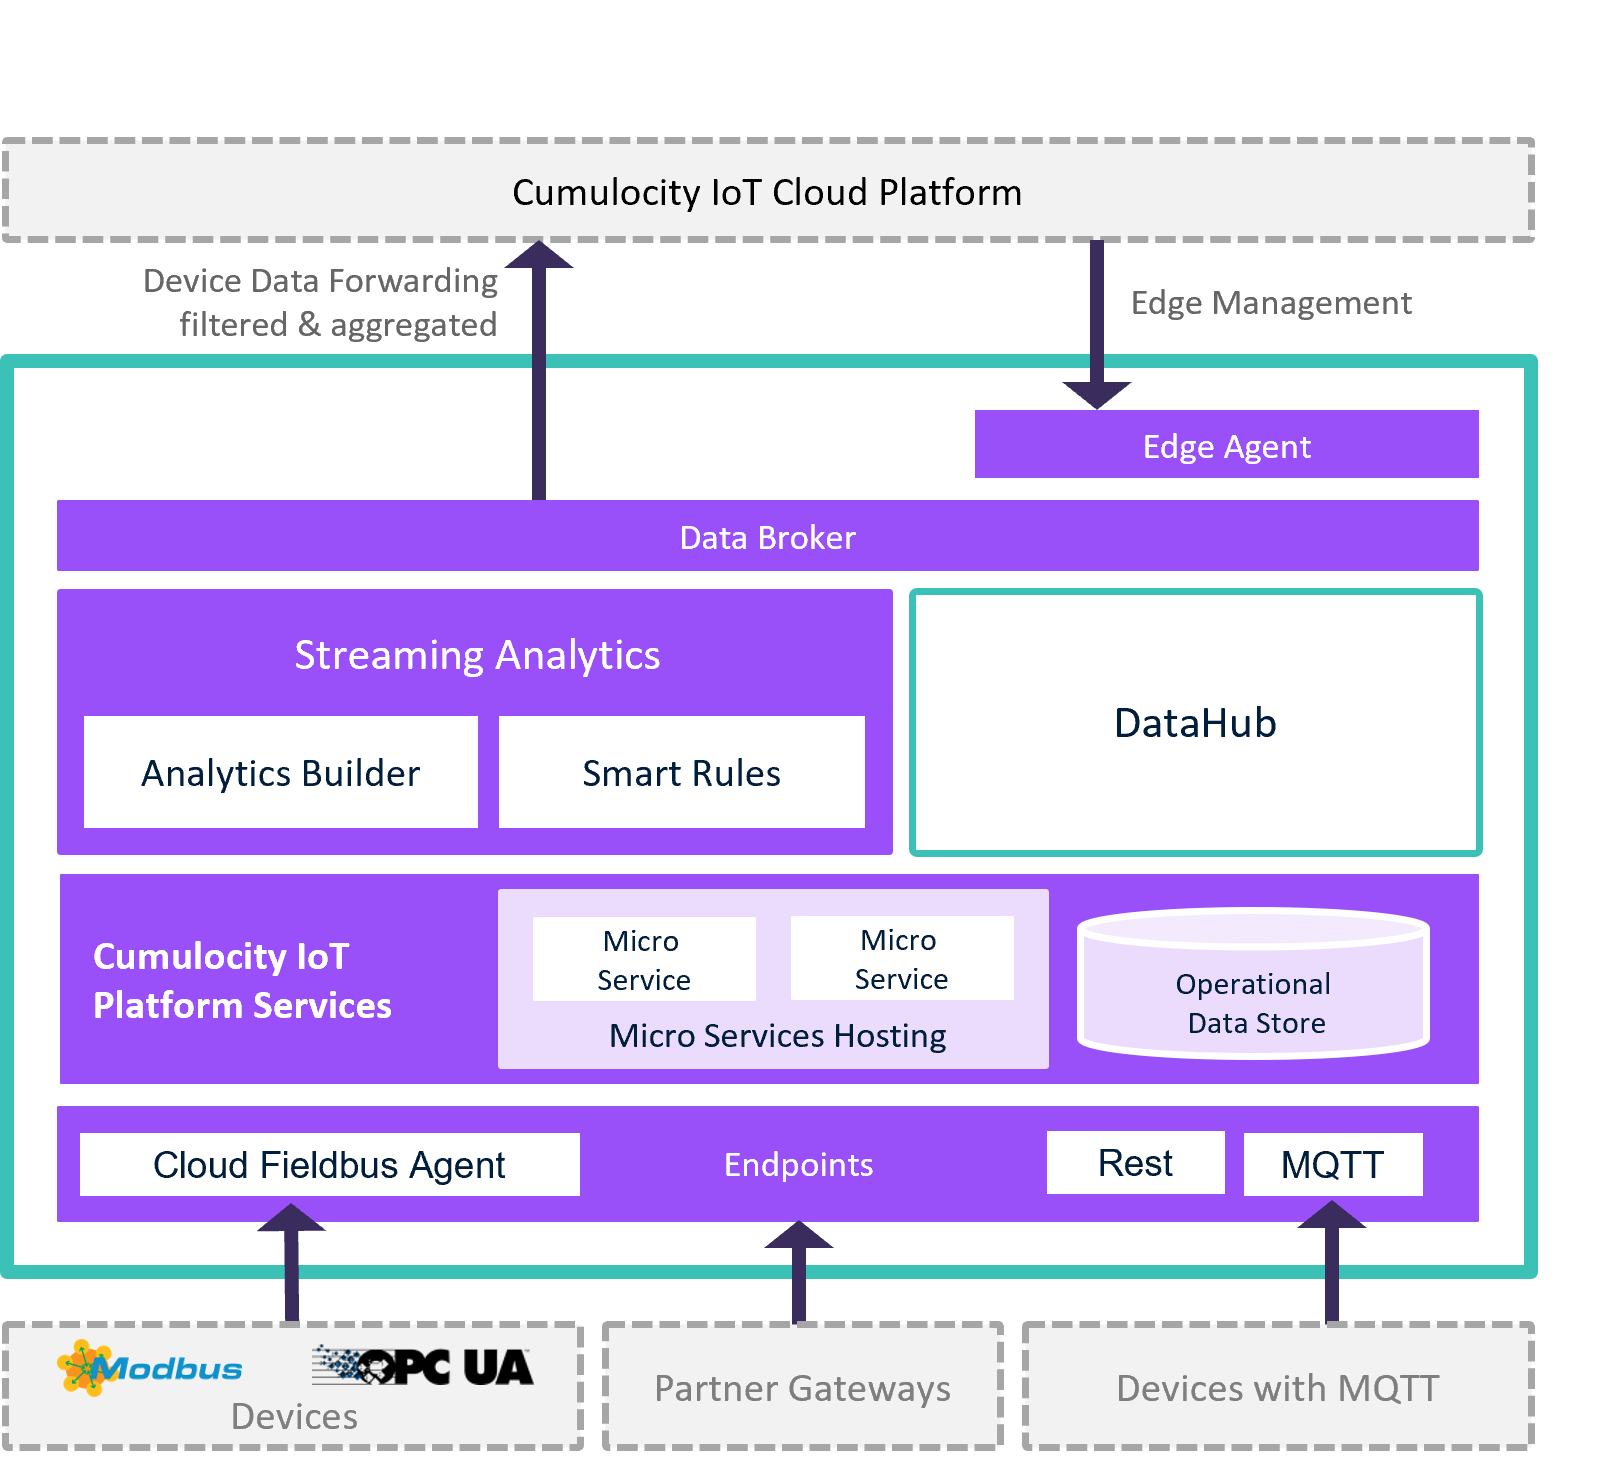 Cumulocity IoT Cloud Platform
Device Data Forwarding
filtered & aggregated
Edge Management
Edge Agent
Data Broker
Streaming Analytics
Analytics Builder
Smart Rules
DataHub
Cumulocity IoT
Platform Services
Micro
Service
Micro
Service
Micro Services Hosting
Operational
Data Store
Cloud Fieldbus Agent
Endpoints
Rest
MQTT
Modbus
OPC UA
Devices
Partner Gateways
Devices with MQTT